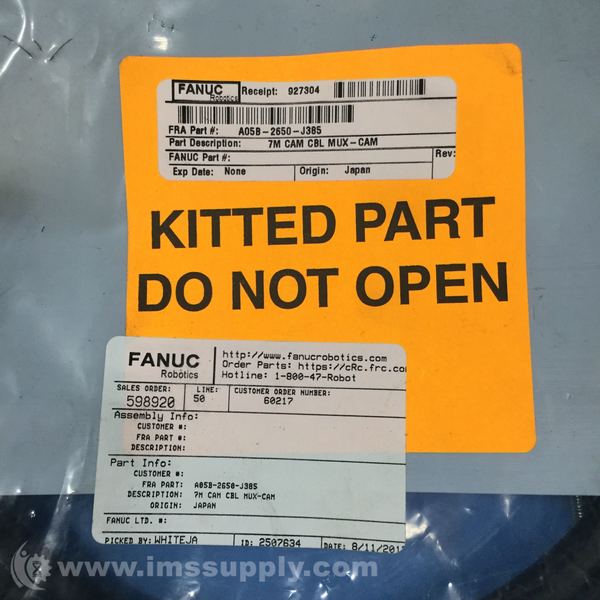 FANUC Robotics Receipt: 927304
FRA Part #: A05B-2650-J385
Part Description: 7M CAM CBL MUX-CAM
FANUC Part #: Rev:
Exp Date: None Origin: Japan
KITTED PART
DO NOT OPEN
FANUC Robotics
http://www.fanucrobotics.com
Order Parts: https://cRc.frc.co
Hotline: 1-800-47-Robot
SALES ORDER: LINE: CUSTOMER ORDER NUMBER:
598920 50 60217
Assembly Info:
CUSTOMER #:
FRA PART #:
DESCRIPTION:
Part Info:
CUSTOMER #:
FRA PART: A05B-2650-J385
DESCRIPTION: 7M CAM CBL MUX-CAM
ORIGIN: JAPAN
FANUC LTD. #:
PICKED BY: WHITEJA ID: 2507634 DATE: 8/11/201
www.imssupply.com